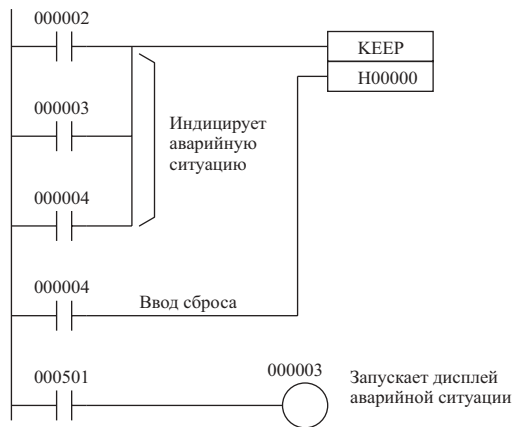 000002
KEEP
H00000
000003
Индицирует
аварийную
ситуацию
000004
000004
Ввод сброса
000501
000003
Запускает дисплей
аварийной ситуации